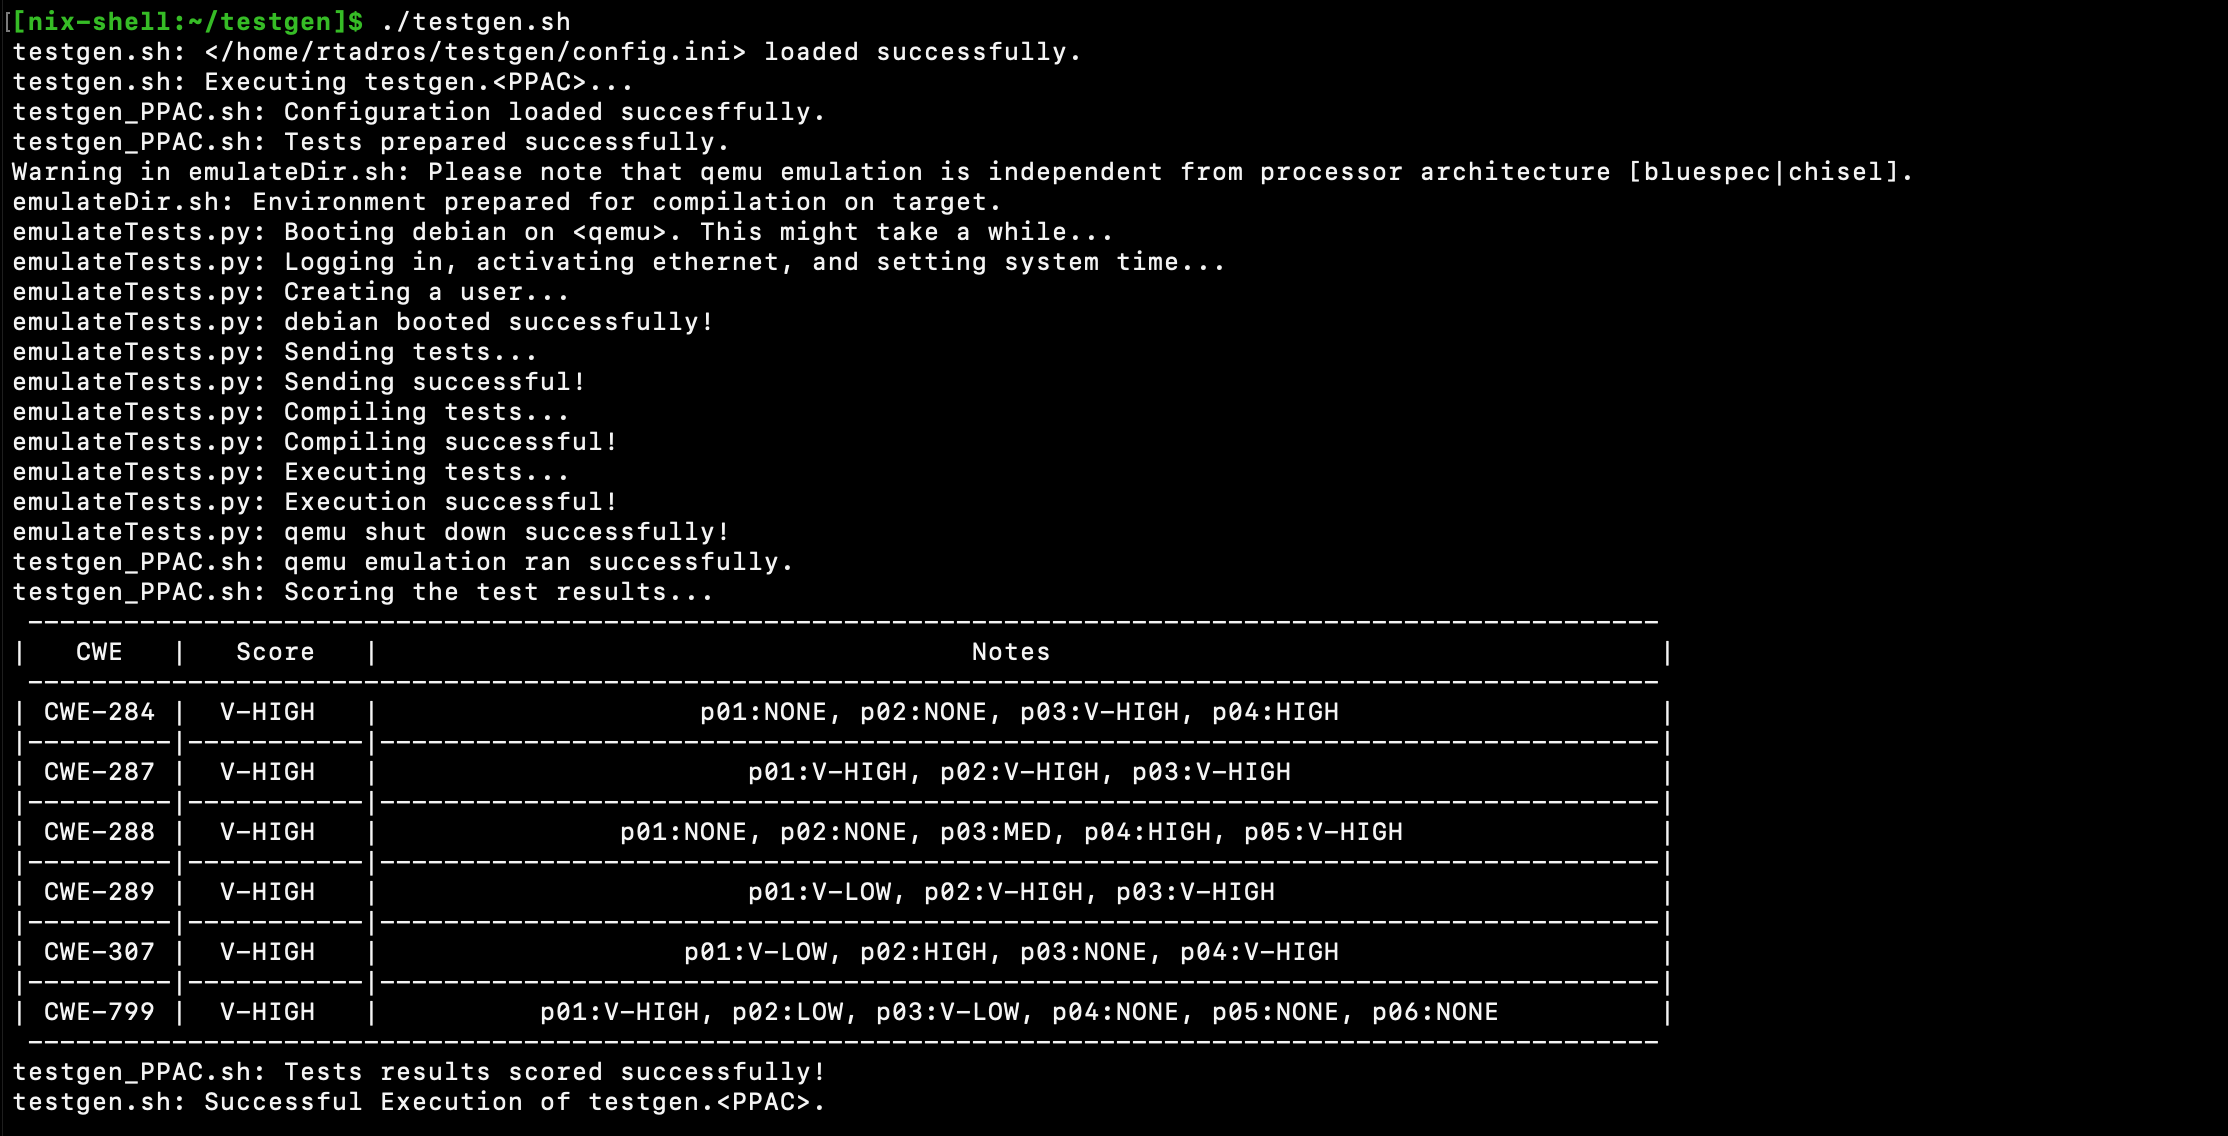 [[nix-shell:~/testgen]$ ./testgen.sh
testgen.sh: </home/rtadros/testgen/config.ini> loaded successfully.
testgen.sh: Executing testgen.<PPAC>...
testgen_PPAC.sh: Configuration loaded succesffully.
testgen_PPAC.sh: Tests prepared successfully.
Warning in emulateDir.sh: Please note that qemu emulation is independent from processor architecture [bluespec|chisel].
emulateDir.sh: Environment prepared for compilation on target.
emulateTests.py: Booting debian on <qemu>. This might take a while...
emulateTests.py: Logging in, activating ethernet, and setting system time...
emulateTests.py: Creating a user...
emulateTests.py: debian booted successfully!
emulateTests.py: Sending tests...
emulateTests.py: Sending successful!
emulateTests.py: Compiling tests...
emulateTests.py: Compiling successful!
emulateTests.py: Executing tests...
emulateTests.py: Execution successful!
emulateTests.py: qemu shut down successfully!
testgen_PPAC.sh: qemu emulation ran successfully.
testgen_PPAC.sh: Scoring the test results...
| CWE | Score | Notes |
| CWE-284 | V-HIGH | p01:NONE, p02:NONE, p03:V-HIGH, p04:HIGH |
| CWE-287 | V-HIGH | p01:V-HIGH, p02:V-HIGH, p03:V-HIGH |
| CWE-288 | V-HIGH | p01:NONE, p02:NONE, p03:MED, p04:HIGH, p05:V-HIGH |
| CWE-289 | V-HIGH | p01:V-LOW, p02:V-HIGH, p03:V-HIGH |
| CWE-307 | V-HIGH | p01:V-LOW, p02:HIGH, p03:NONE, p04:V-HIGH |
| CWE-799 | V-HIGH | p01:V-HIGH, p02:LOW, p03:V-LOW, p04:NONE, p05:NONE, p06:NONE |
testgen_PPAC.sh: Tests results scored successfully!
testgen.sh: Successful Execution of testgen.<PPAC>.